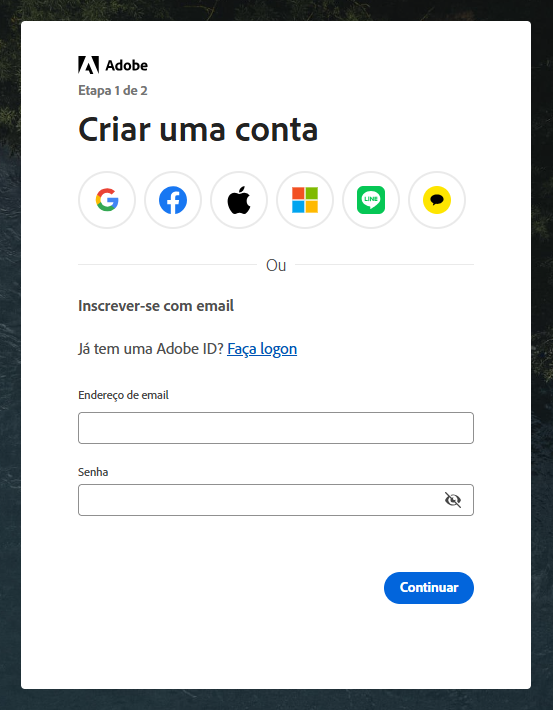 Adobe
Etapa 1 de 2
Criar uma conta
LINE
Ou
Inscrever-se com email
Já tem uma Adobe ID? Faça logon
Endereço de email
Senha
Continuar